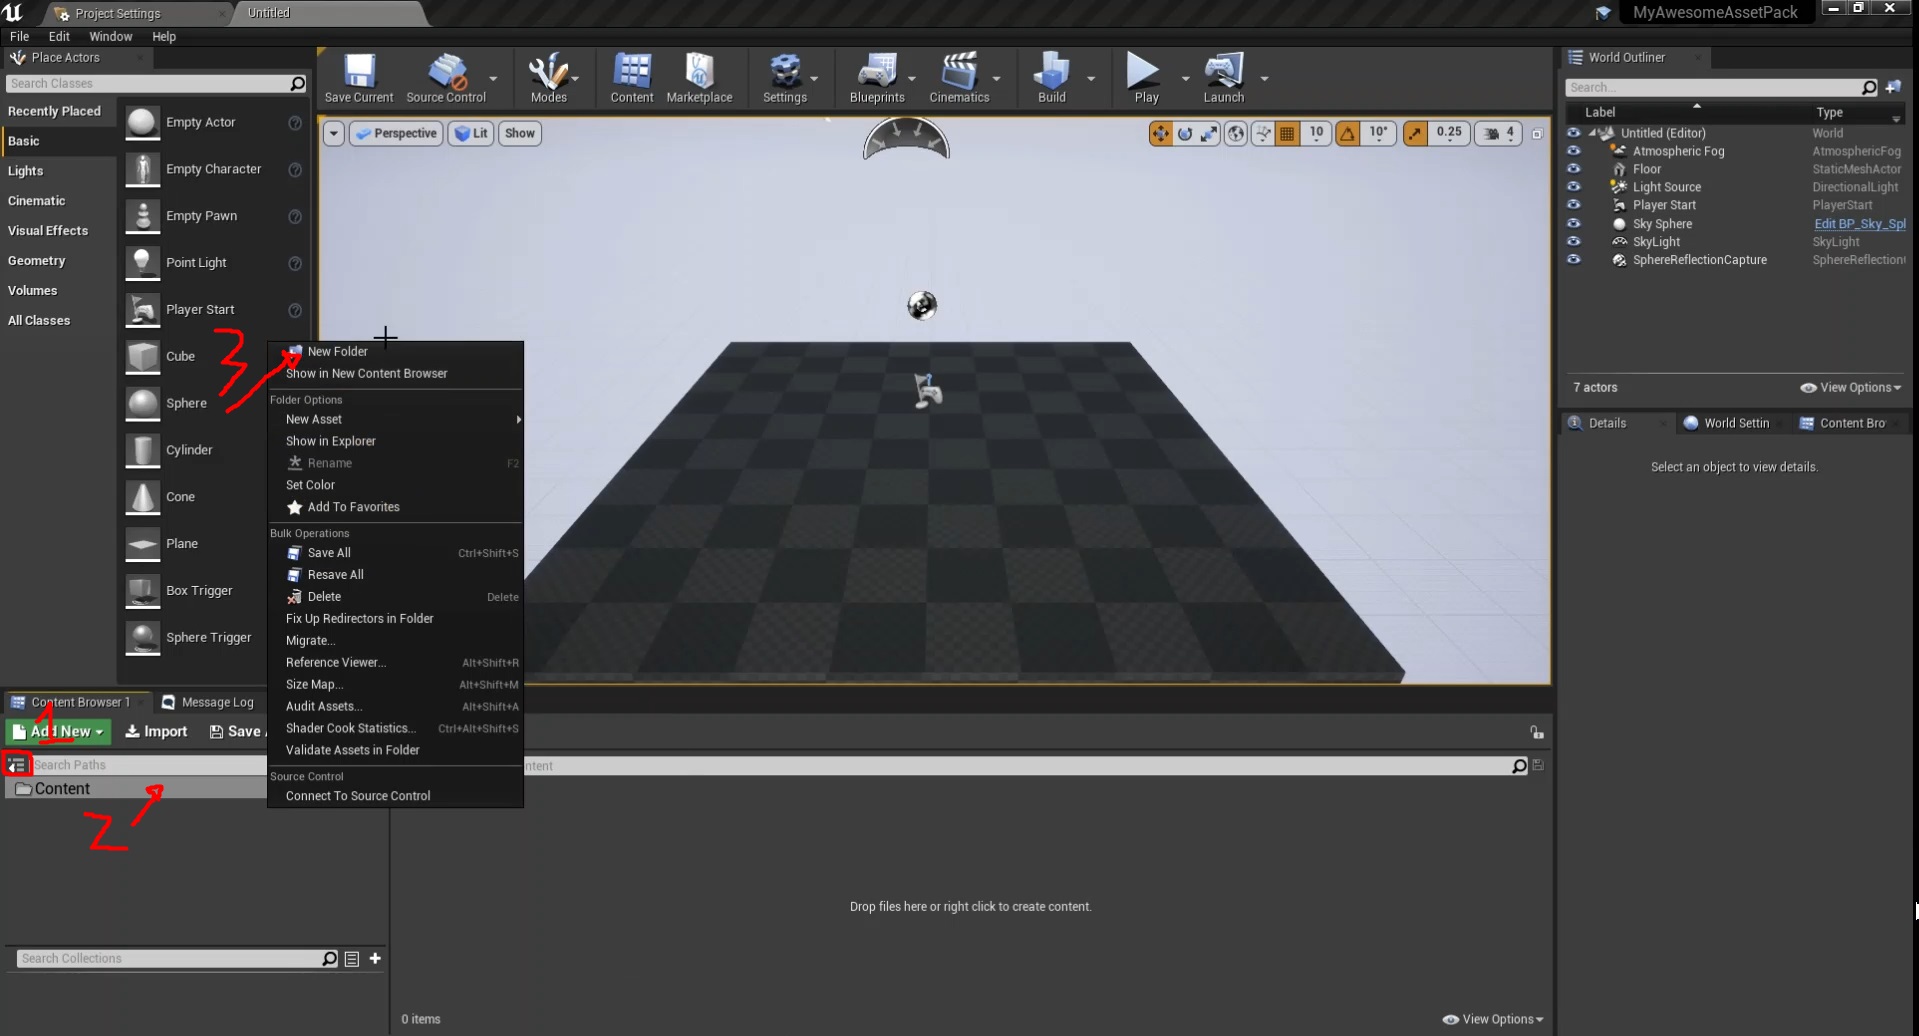 Project Settings
Untitled
MyAwesomeAssetPack
File Edit Window Help
Place Actors
Search Classes
Recently Placed
Basic
Lights
Cinematic
Visual Effects
Geometry
Volumes
All Classes
Empty Actor
Empty Character
Empty Pawn
Point Light
Player Start
Cube
Sphere
Cylinder
Cone
Plane
Box Trigger
Sphere Trigger
Save Current
Source Control
Modes
Content
Marketplace
Settings
Blueprints
Cinematics
Build
Play
Launch
Perspective
Lit
Show
10
10°
0.25
4
3
New Folder
Show in New Content Browser
Folder Options
New Asset
Show in Explorer
Rename F2
Set Color
Add To Favorites
Bulk Operations
Save All Ctrl+Shift+S
Resave All
Delete Delete
Fix Up Redirectors in Folder
Migrate...
Reference Viewer... Alt+Shift+R
Size Map... Alt+Shift+M
Audit Assets... Alt+Shift+A
Shader Cook Statistics... Ctrl+Alt+Shift+S
Validate Assets in Folder
Source Control
Connect To Source Control
World Outliner
Search...
Label Type
Untitled (Editor) World
Atmospheric Fog AtmosphericFog
Floor StaticMeshActor
Light Source DirectionalLight
Player Start PlayerStart
Sky Sphere Edit BP_Sky_Spl
SkyLight SkyLight
SphereReflectionCapture SphereReflection
7 actors
View Options
Details
World Settin
Content Bro
Select an object to view details.
Content Browser 1
Message Log
1
Add New
Import
Save
Search Paths
Content
2
ntent
Drop files here or right click to create content.
Search Collections
0 items
View Options